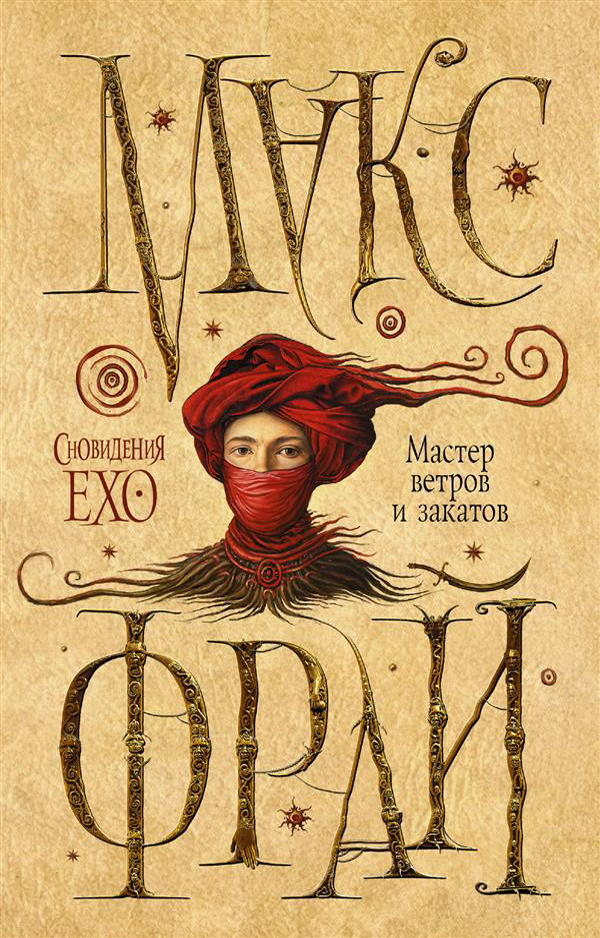 МАКС
Сновидения
ЕХО
Мастер
ветров
и закатов
ФРАЙ